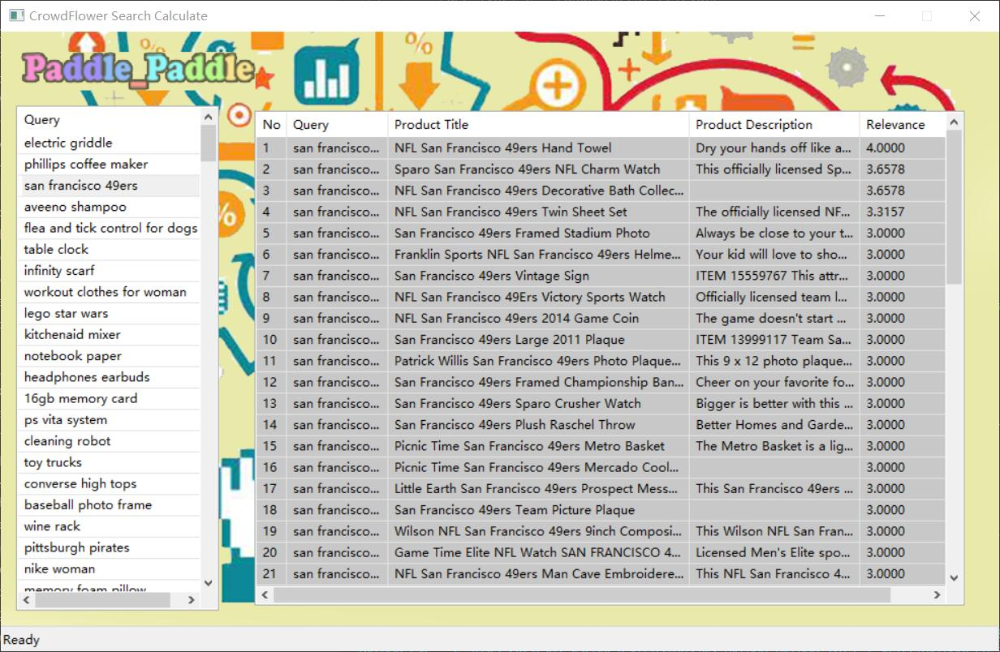 CrowdFlower Search Calculate
Paddle_Paddle
Query
electric griddle
phillips coffee maker
san francisco 49ers
aveeno shampoo
flea and tick control for dogs
table clock
infinity scarf
workout clothes for woman
lego star wars
kitchenaid mixer
notebook paper
headphones earbuds
16gb memory card
ps vita system
cleaning robot
toy trucks
converse high tops
baseball photo frame
wine rack
pittsburgh pirates
nike woman
memory foam pillow
No Query Product Title Product Description Relevance
1 san francisco... NFL San Francisco 49ers Hand Towel Dry your hands off like a... 4.0000
2 san francisco... Sparo San Francisco 49ers NFL Charm Watch This officially licensed Sp... 3.6578
3 san francisco... NFL San Francisco 49ers Decorative Bath Collec... 3.6578
4 san francisco... NFL San Francisco 49ers Twin Sheet Set The officially licensed NF... 3.3157
5 san francisco... San Francisco 49ers Framed Stadium Photo Always be close to your t... 3.0000
6 san francisco... Franklin Sports NFL San Francisco 49ers Helme... Your kid will love to sho... 3.0000
7 san francisco... San Francisco 49ers Vintage Sign ITEM 15559767 This attr... 3.0000
8 san francisco... NFL San Francisco 49Ers Victory Sports Watch Officially licensed team l... 3.0000
9 san francisco... NFL San Francisco 49ers 2014 Game Coin The game doesn't start ... 3.0000
10 san francisco... San Francisco 49ers Large 2011 Plaque ITEM 13999117 Team Sa... 3.0000
11 san francisco... Patrick Willis San Francisco 49ers Photo Plaque... This 9 x 12 photo plaque... 3.0000
12 san francisco... San Francisco 49ers Framed Championship Ban... Cheer on your favorite fo... 3.0000
13 san francisco... San Francisco 49ers Sparo Crusher Watch Bigger is better with this ... 3.0000
14 san francisco... San Francisco 49ers Plush Raschel Throw Better Homes and Garde... 3.0000
15 san francisco... Picnic Time San Francisco 49ers Metro Basket The Metro Basket is a lig... 3.0000
16 san francisco... Picnic Time San Francisco 49ers Mercado Cool... 3.0000
17 san francisco... Little Earth San Francisco 49ers Prospect Mess... This San Francisco 49ers ... 3.0000
18 san francisco... San Francisco 49ers Team Picture Plaque 3.0000
19 san francisco... Wilson NFL San Francisco 49ers 9inch Composi... This Wilson NFL San Fran... 3.0000
20 san francisco... Game Time Elite NFL Watch SAN FRANCISCO 4... Licensed Men's Elite spo... 3.0000
21 san francisco... NFL San Francisco 49ers Man Cave Embroidere... This NFL San Francisco 4... 3.0000
Ready